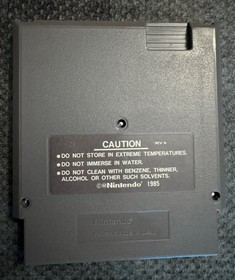 CAUTION REV-A
• DO NOT STORE IN EXTREME TEMPERATURES.
• DO NOT IMMERSE IN WATER.
• DO NOT CLEAN WITH BENZENE, THINNER,
ALCOHOL OR OTHER SUCH SOLVENTS.
©®Nintendo® 1985
Nintendo